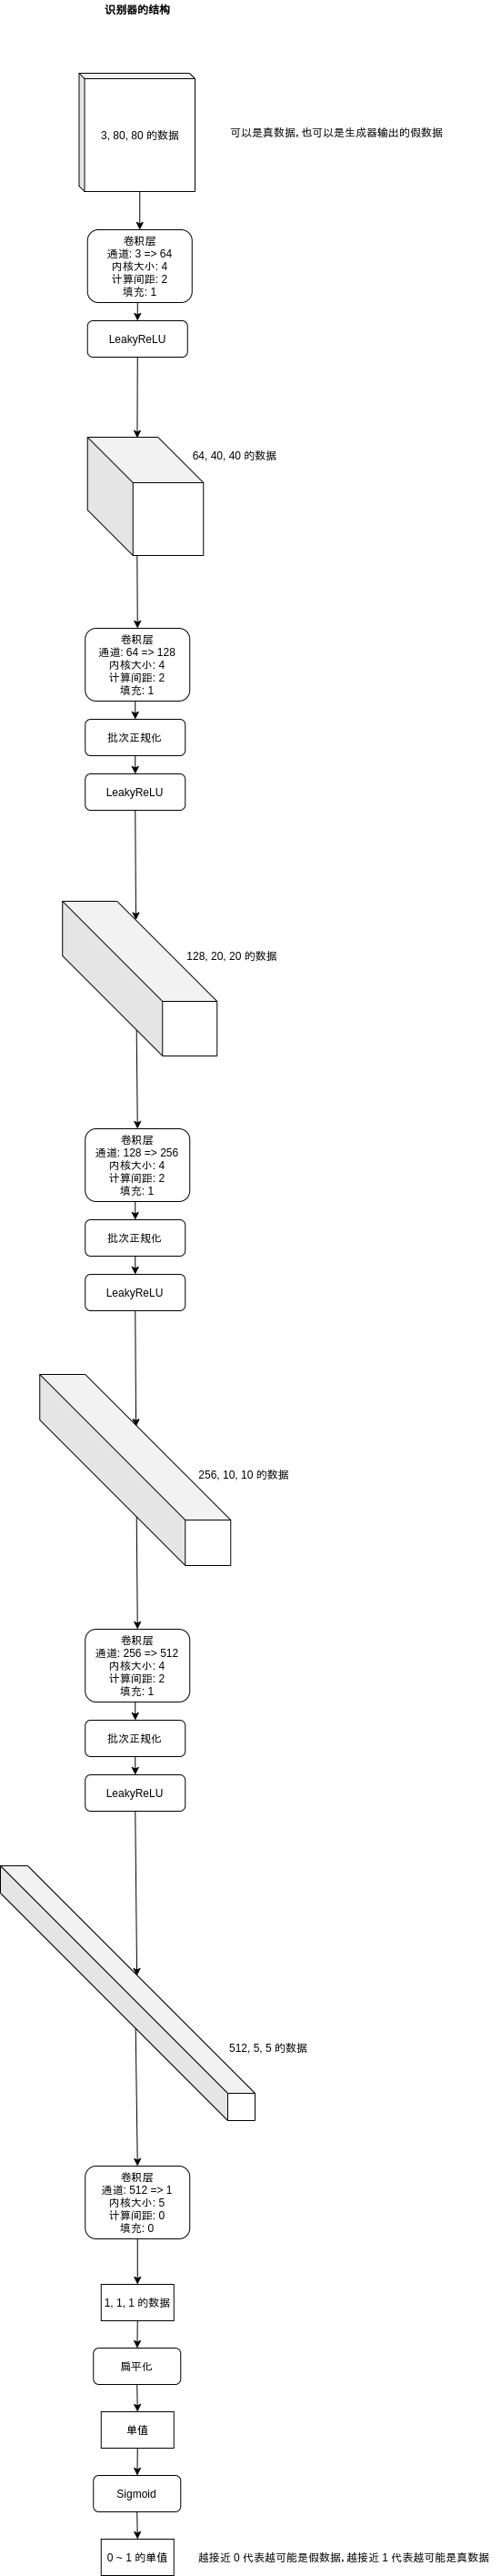 识别器的结构
3, 80, 80 的数据
可以是真数据, 也可以是生成器输出的假数据
卷积层
通道: 3 => 64
内核大小: 4
计算间距: 2
填充: 1
LeakyReLU
64, 40, 40 的数据
卷积层
通道: 64 => 128
内核大小: 4
计算间距: 2
填充: 1
批次正规化
LeakyReLU
128, 20, 20 的数据
卷积层
通道: 128 => 256
内核大小: 4
计算间距: 2
填充: 1
批次正规化
LeakyReLU
256, 10, 10 的数据
卷积层
通道: 256 => 512
内核大小: 4
计算间距: 2
填充: 1
批次正规化
LeakyReLU
512, 5, 5 的数据
卷积层
通道: 512 => 1
内核大小: 5
计算间距: 0
填充: 0
1, 1, 1 的数据
扁平化
单值
Sigmoid
0 ~ 1 的单值
越接近 0 代表越可能是假数据, 越接近 1 代表越可能是真数据